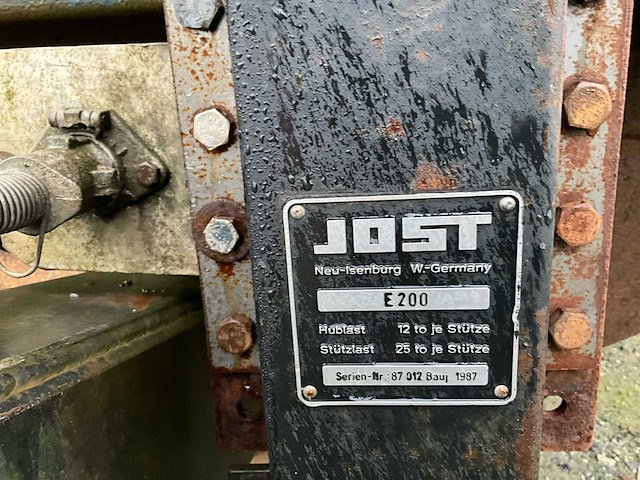 JOST
Neu-Isenburg W.-Germany
E200
Hublast 12 to je Stütze
Stützlast 25 to je Stütze
Serien-Nr.: 87 012 Bauj 1987